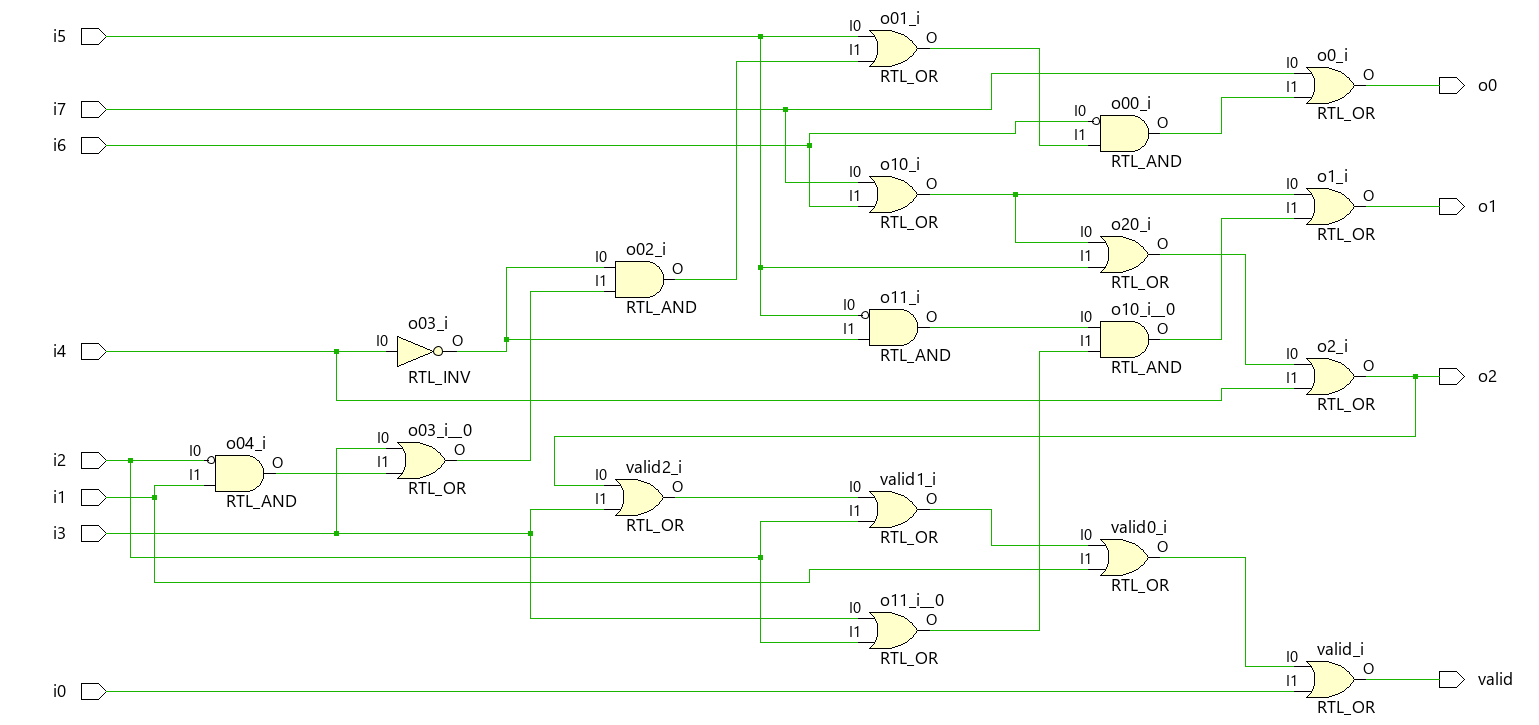 o01_i
i5
I0
I1
O
RTL_OR
o0_i
I0
I1
O
o0
RTL_OR
i7
o00_i
I0
I1
O
RTL_AND
i6
o10_i
I0
I1
O
RTL_OR
o1_i
I0
I1
O
o1
RTL_OR
o20_i
I0
I1
O
RTL_OR
o02_i
I0
I1
O
RTL_AND
o11_i
I0
I1
O
RTL_AND
o10_i__0
I0
I1
O
RTL_AND
o03_i
i4
I0
O
RTL_INV
o2_i
I0
I1
O
o2
RTL_OR
o04_i
i2
I0
I1
O
RTL_AND
o03_i__0
I0
I1
O
RTL_OR
i1
i3
valid2_i
I0
I1
O
RTL_OR
valid1_i
I0
I1
O
RTL_OR
valid0_i
I0
I1
O
RTL_OR
o11_i__0
I0
I1
O
RTL_OR
i0
valid_i
I0
I1
O
valid
RTL_OR